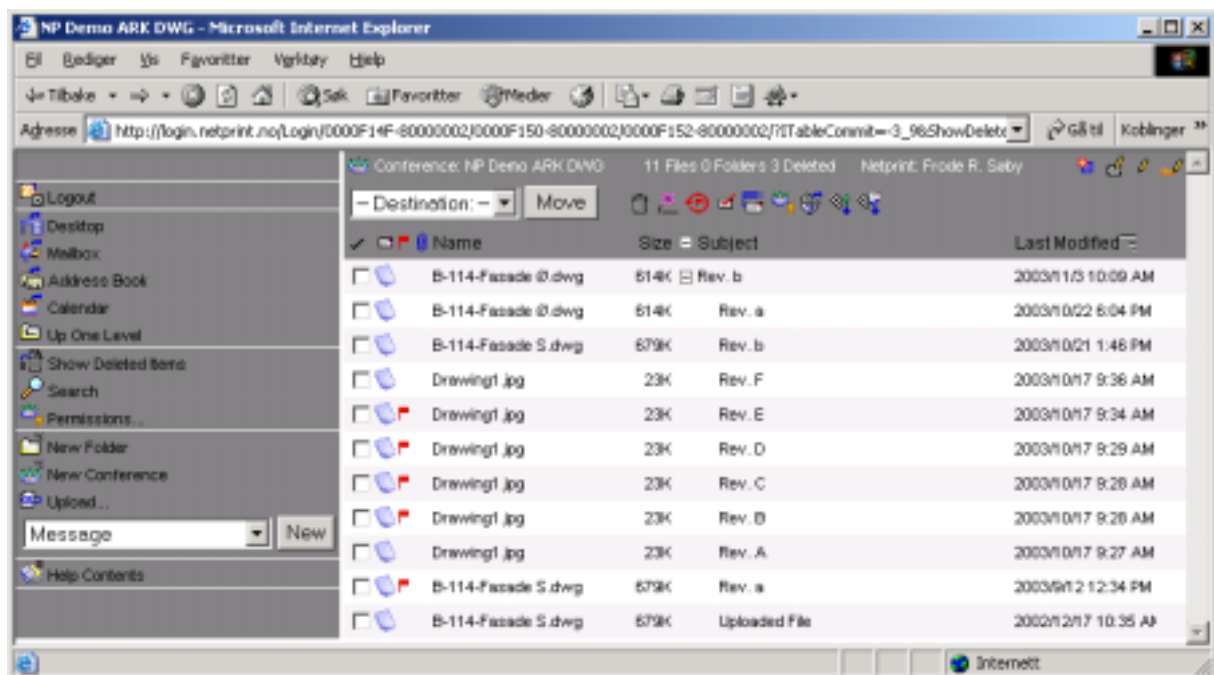 NP Demo ARK DWG - Microsoft Internet Explorer
Fil Rediger Vis Favoritter Verktøy Hjelp
Tilbake Søk Favoritter Medier
Adresse http://login.netprint.no/Login/0000F14F-80000002/0000F150-80000002/0000F152-80000002/?ITableCommit=-3_96ShowDelete Gå til Koblinger »
Conference: NP Demo ARK DWG 11 Files 0 Folders 3 Deleted Netprint: Frode R. Søby
Logout
– Destination: – Move
Desktop
Mailbox
Name Size Subject Last Modified
Address Book
B-114-Fasade Ø.dwg 614K Rev. b 2003/11/3 10:09 AM
Calendar
B-114-Fasade Ø.dwg 614K Rev. a 2003/10/22 6:04 PM
Up One Level
B-114-Fasade S.dwg 679K Rev. b 2003/10/21 1:46 PM
Show Deleted Items
Drawing1.jpg 23K Rev. F 2003/10/17 9:36 AM
Search
Permissions...
Drawing1.jpg 23K Rev. E 2003/10/17 9:34 AM
New Folder
Drawing1.jpg 23K Rev. D 2003/10/17 9:29 AM
New Conference
Drawing1.jpg 23K Rev. C 2003/10/17 9:28 AM
Upload...
Drawing1.jpg 23K Rev. B 2003/10/17 9:28 AM
Message New
Drawing1.jpg 23K Rev. A 2003/10/17 9:27 AM
Help Contents
B-114-Fasade S.dwg 679K Rev. a 2003/9/12 12:34 PM
B-114-Fasade S.dwg 679K Uploaded File 2002/12/17 10:35 AM
Internett